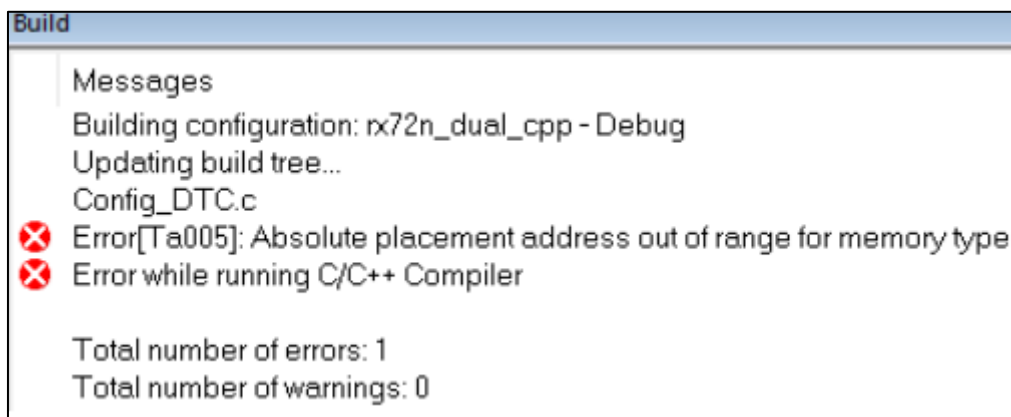 Build
Messages
Building configuration: rx72n_dual_cpp - Debug
Updating build tree...
Config_DTC.c
Error[Ta005]: Absolute placement address out of range for memory type
Error while running C/C++ Compiler
Total number of errors: 1
Total number of warnings: 0